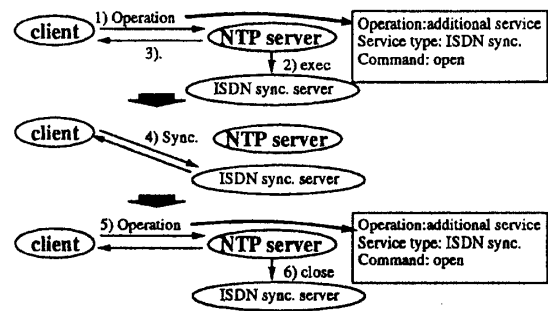 1) Operation
Operation:additional service
Service type: ISDN sync.
Command: open
client
NTP server
3).
2) exec
ISDN sync. server
client
4) Sync.
NTP server
ISDN sync. server
5) Operation
Operation:additional service
Service type: ISDN sync.
Command: open
client
NTP server
6) close
ISDN sync. server